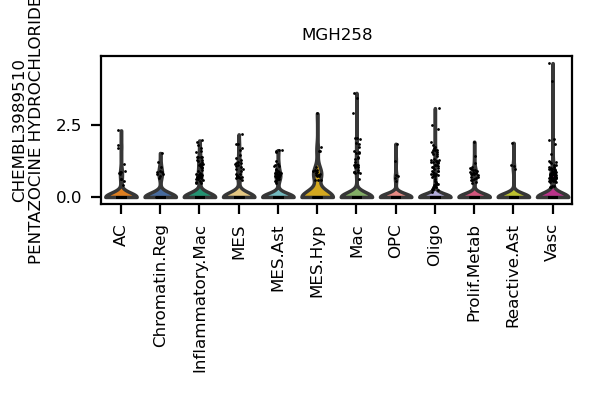 MGH258
CHEMBL3989510
PENTAZOCINE HYDROCHLORIDE
2.5
0.0
AC
Chromatin.Reg
Inflammatory.Mac
MES
MES.Ast
MES.Hyp
Mac
OPC
Oligo
Prolif.Metab
Reactive.Ast
Vasc